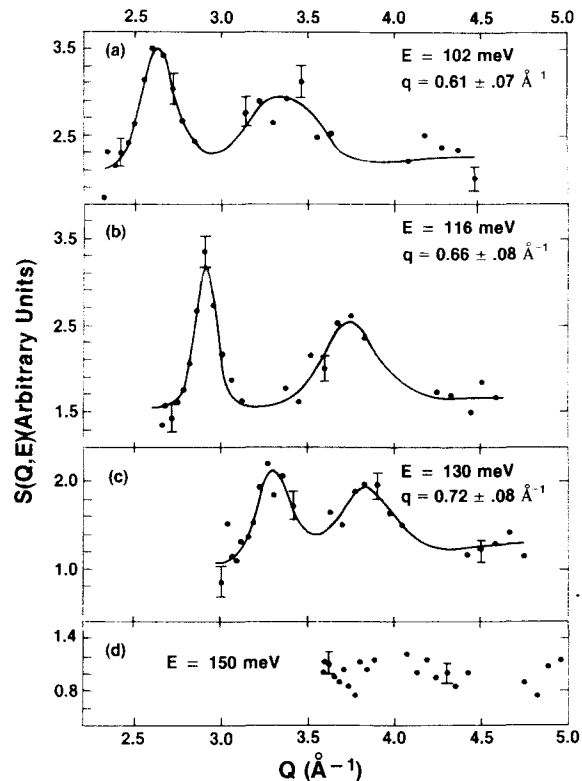 2.5 3.0 3.5 4.0 4.5 5.0
(a)
E = 102 meV
q = 0.61 ± .07 Å⁻¹
3.5
2.5
(b)
E = 116 meV
q = 0.66 ± .08 Å⁻¹
3.5
2.5
1.5
S(Q,E)(Arbitrary Units)
(c)
E = 130 meV
q = 0.72 ± .08 Å⁻¹
2.0
1.0
(d)
E = 150 meV
1.4
0.8
2.5 3.0 3.5 4.0 4.5 5.0
Q (Å⁻¹)